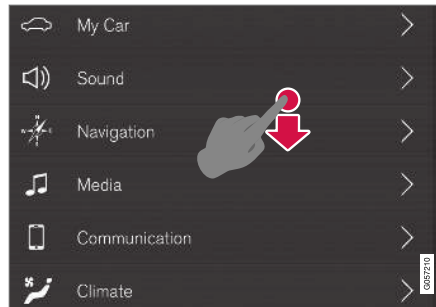 My Car
Sound
Navigation
Media
Communication
Climate
G057210